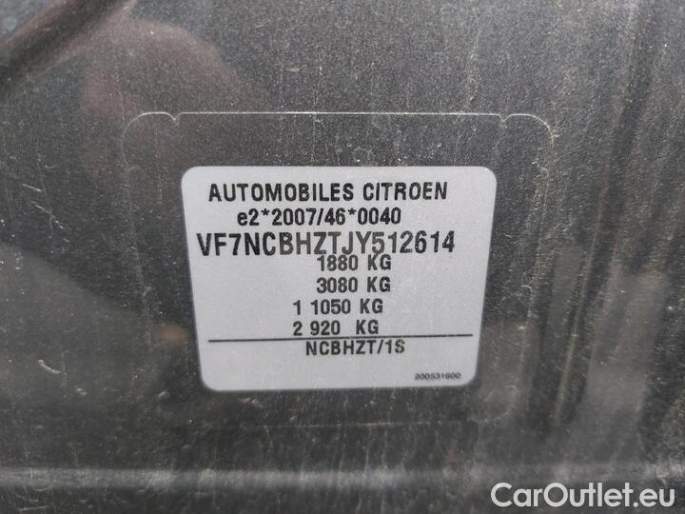 AUTOMOBILES CITROEN
e2*2007/46*0040
VF7NCBHZTJY512614
1880 KG
3080 KG
1 1050 KG
2 920 KG
NCBHZT/1S
200531600
CarOutlet.eu